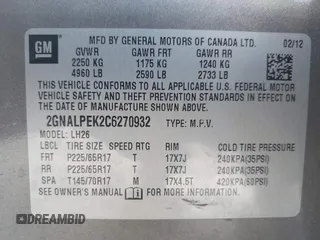 GM
MFD BY GENERAL MOTORS OF CANADA LTD. 02/12
GVWR GAWR FRT GAWR RR
2250 KG 1175 KG 1240 KG
4960 LB 2590 LB 2733 LB
THIS VEHICLE CONFORMS TO ALL APPLICABLE U.S. FEDERAL MOTOR
VEHICLE SAFETY AND THEFT PREVENTION STANDARDS IN EFFECT ON
THE DATE OF MANUFACTURE SHOWN ABOVE.
2GNALPEK2C6270932 TYPE: M.P.V.
MODEL: LH26
LBCL TIRE SIZE SPEED RTG RIM COLD TIRE PRESSURE
FRT P225/65R17 T 17X7J 240KPA(35PSI)
RR P225/65R17 T 17X7J 240KPA(35PSI)
SPA T145/70R17 M 17X4.5T 420KPA(60PSI)
SEE OWNER'S MANUAL FOR MORE INFORMATION.
DREAMBID